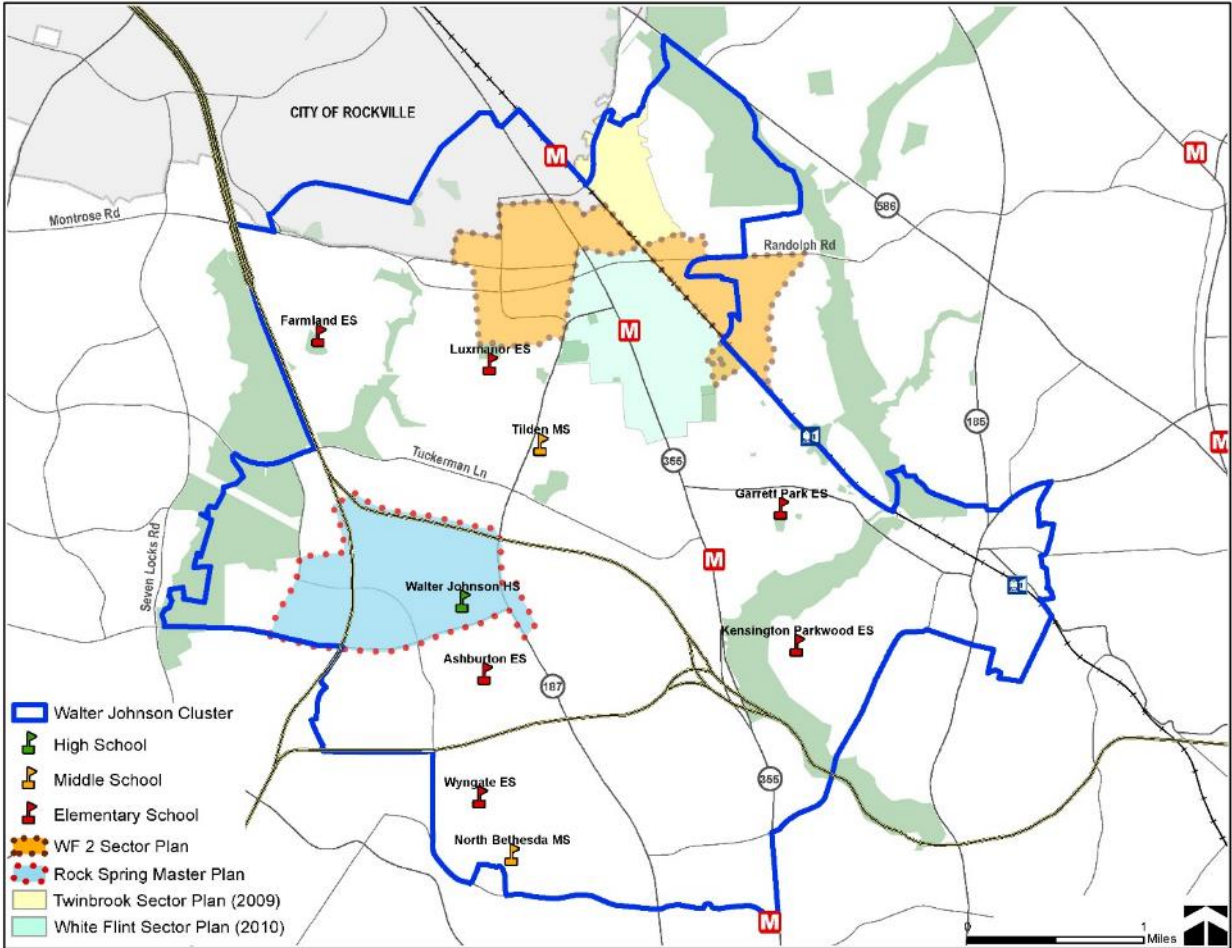 CITY OF ROCKVILLE
M
M
586
Montrose Rd
Randolph Rd
Farmland ES
M
Luxmanor ES
185
Tilden MS
M
Tuckerman Ln
355
Garrett Park ES
M
Seven Locks Rd
Walter Johnson HS
Kensington Parkwood ES
Ashburton ES
187
355
Wyngate ES
North Bethesda MS
M
Walter Johnson Cluster
High School
Middle School
Elementary School
WF 2 Sector Plan
Rock Spring Master Plan
Twinbrook Sector Plan (2009)
White Flint Sector Plan (2010)
0 1
Miles